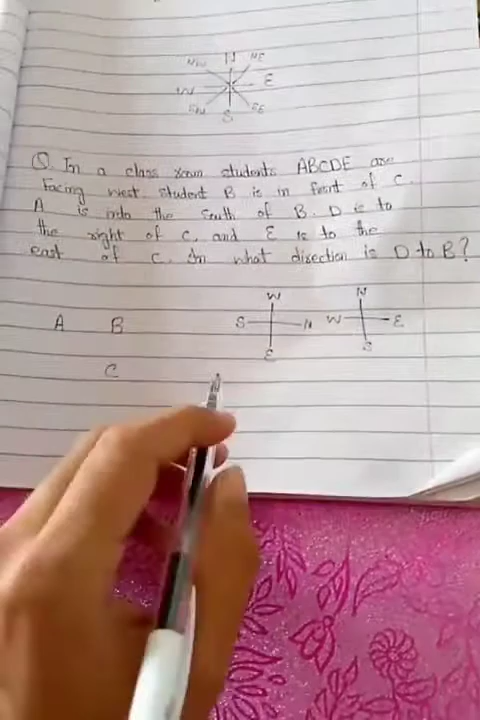 NW N NE
W E
SW S SE
Q In a class room students ABCDE are
facing west. student B is in front of C.
A is into the south of B. D is to
the right of C, and E is to the
east of C. In what direction is D to B?
W N
A B S N W E
E S
C